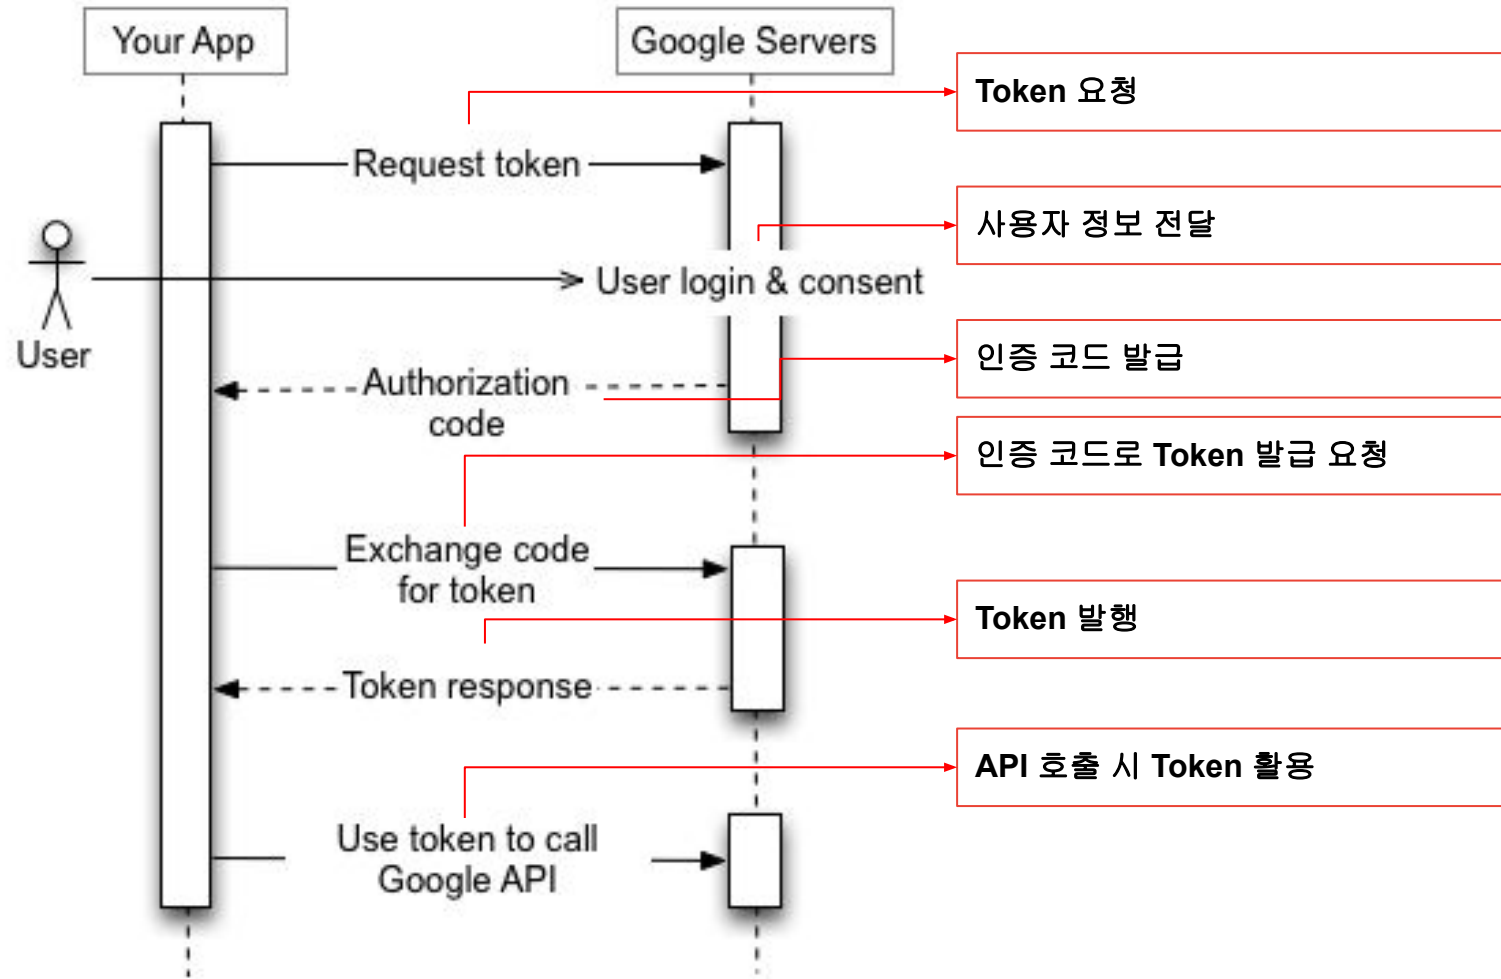 Your App
Google Servers
Token 요청
Request token
사용자 정보 전달
User login & consent
User
인증 코드 발급
Authorization
code
인증 코드로 Token 발급 요청
Exchange code
for token
Token 발행
Token response
API 호출 시 Token 활용
Use token to call
Google API